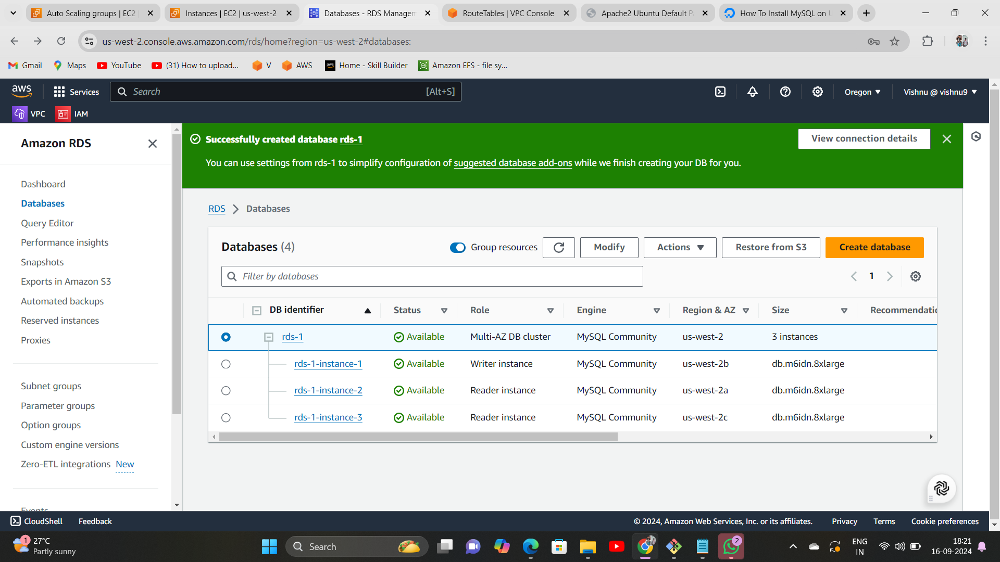 Auto Scaling groups | EC2
Instances | EC2 | us-west-2
Databases - RDS Managem
RouteTables | VPC Console
Apache2 Ubuntu Default P
How To Install MySQL on U
us-west-2.console.aws.amazon.com/rds/home?region=us-west-2#databases:
Gmail
Maps
YouTube
(31) How to upload...
V
AWS
aws
Home - Skill Builder
Amazon EFS - file sy...
aws
Services
Search
[Alt+S]
Oregon
Vishnu @ vishnu9
VPC
IAM
Amazon RDS
Dashboard
Databases
Query Editor
Performance insights
Snapshots
Exports in Amazon S3
Automated backups
Reserved instances
Proxies
Subnet groups
Parameter groups
Option groups
Custom engine versions
Zero-ETL integrations New
Events
Successfully created database rds-1
View connection details
You can use settings from rds-1 to simplify configuration of suggested database add-ons while we finish creating your DB for you.
RDS
Databases
Databases (4)
Group resources
Modify
Actions
Restore from S3
Create database
Filter by databases
1
DB identifier Status Role Engine Region & AZ Size Recommendatio
rds-1 Available Multi-AZ DB cluster MySQL Community us-west-2 3 instances
rds-1-instance-1 Available Writer instance MySQL Community us-west-2b db.m6idn.8xlarge
rds-1-instance-2 Available Reader instance MySQL Community us-west-2a db.m6idn.8xlarge
rds-1-instance-3 Available Reader instance MySQL Community us-west-2c db.m6idn.8xlarge
CloudShell
Feedback
© 2024, Amazon Web Services, Inc. or its affiliates.
Privacy
Terms
Cookie preferences
1
27°C
Partly sunny
Search
2
ENG
IN
18:21
16-09-2024